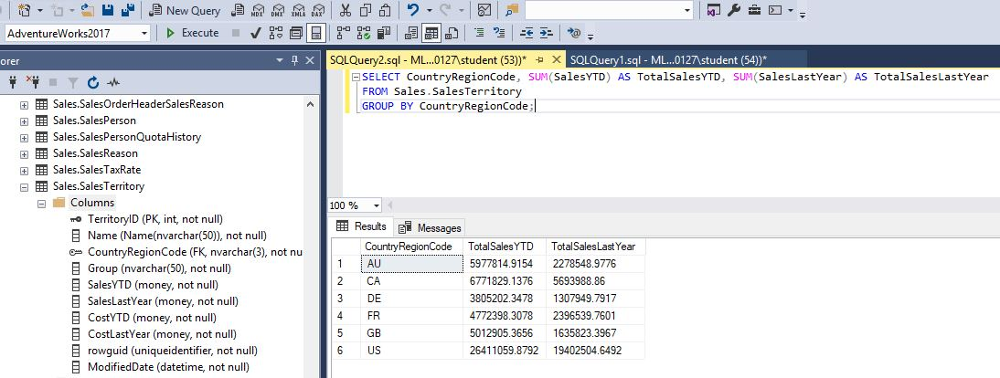 New Query MDX DMX XMLA DAX
AdventureWorks2017 Execute
orer
SQLQuery2.sql - ML...0127\student (53))* SQLQuery1.sql - ML...0127\student (54))*
SELECT CountryRegionCode, SUM(SalesYTD) AS TotalSalesYTD, SUM(SalesLastYear) AS TotalSalesLastYear
FROM Sales.SalesTerritory
GROUP BY CountryRegionCode;
Sales.SalesOrderHeaderSalesReason
Sales.SalesPerson
Sales.SalesPersonQuotaHistory
Sales.SalesReason
Sales.SalesTaxRate
Sales.SalesTerritory
Columns
TerritoryID (PK, int, not null)
Name (Name(nvarchar(50)), not null)
CountryRegionCode (FK, nvarchar(3), not nu
Group (nvarchar(50), not null)
SalesYTD (money, not null)
SalesLastYear (money, not null)
CostYTD (money, not null)
CostLastYear (money, not null)
rowguid (uniqueidentifier, not null)
ModifiedDate (datetime, not null)
100 %
Results Messages
CountryRegionCode TotalSalesYTD TotalSalesLastYear
1 AU 5977814.9154 2278548.9776
2 CA 6771829.1376 5693988.86
3 DE 3805202.3478 1307949.7917
4 FR 4772398.3078 2396539.7601
5 GB 5012905.3656 1635823.3967
6 US 26411059.8792 19402504.6492